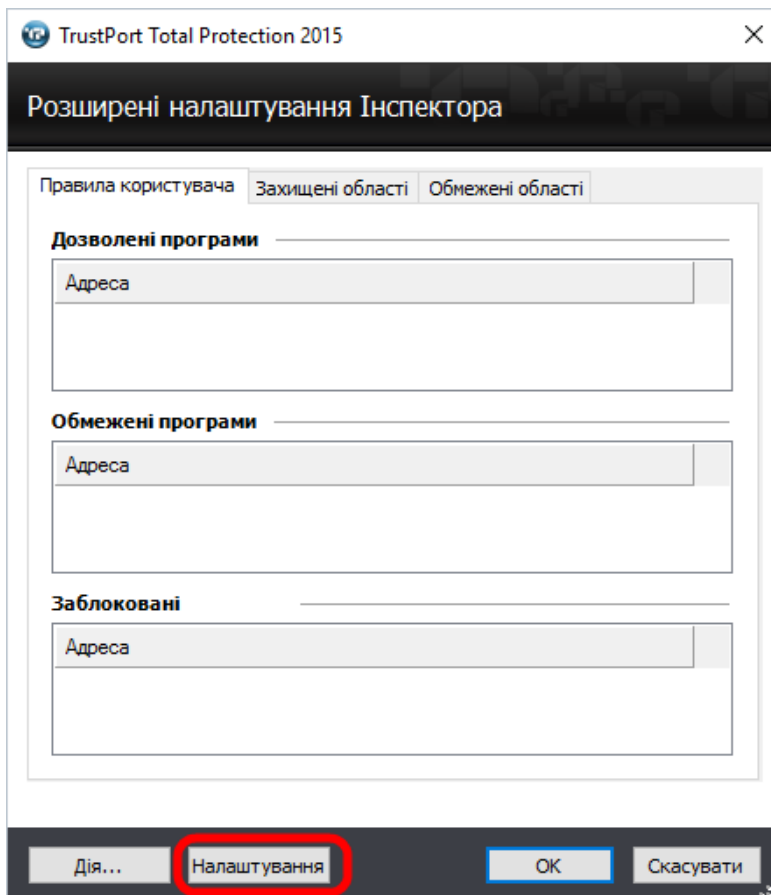 TrustPort Total Protection 2015
Розширені налаштування Інспектора
Правила користувача Захищені області Обмежені області
Дозволені програми
Адреса
Обмежені програми
Адреса
Заблоковані
Адреса
Дія... Налаштування OK Скасувати